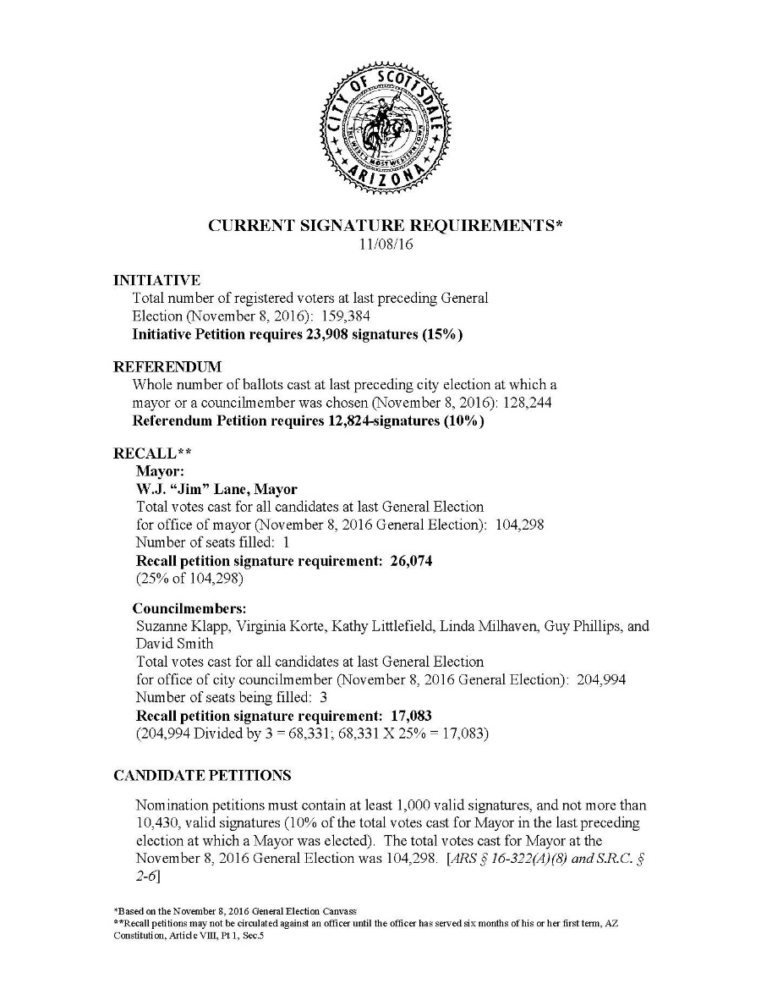 CITY OF SCOTTSDALE
THE WEST'S MOST WESTERN TOWN
ARIZONA
CURRENT SIGNATURE REQUIREMENTS*
11/08/16
INITIATIVE
Total number of registered voters at last preceding General
Election (November 8, 2016): 159,384
Initiative Petition requires 23,908 signatures (15%)
REFERENDUM
Whole number of ballots cast at last preceding city election at which a
mayor or a councilmember was chosen (November 8, 2016): 128,244
Referendum Petition requires 12,824-signatures (10%)
RECALL**
Mayor:
W.J. “Jim” Lane, Mayor
Total votes cast for all candidates at last General Election
for office of mayor (November 8, 2016 General Election): 104,298
Number of seats filled: 1
Recall petition signature requirement: 26,074
(25% of 104,298)
Councilmembers:
Suzanne Klapp, Virginia Korte, Kathy Littlefield, Linda Milhaven, Guy Phillips, and
David Smith
Total votes cast for all candidates at last General Election
for office of city councilmember (November 8, 2016 General Election): 204,994
Number of seats being filled: 3
Recall petition signature requirement: 17,083
(204,994 Divided by 3 = 68,331; 68,331 X 25% = 17,083)
CANDIDATE PETITIONS
Nomination petitions must contain at least 1,000 valid signatures, and not more than
10,430, valid signatures (10% of the total votes cast for Mayor in the last preceding
election at which a Mayor was elected). The total votes cast for Mayor at the
November 8, 2016 General Election was 104,298. [ARS § 16-322(A)(8) and S.R.C. §
2-6]
*Based on the November 8, 2016 General Election Canvass
**Recall petitions may not be circulated against an officer until the officer has served six months of his or her first term, AZ
Constitution, Article VIII, Pt 1, Sec.5